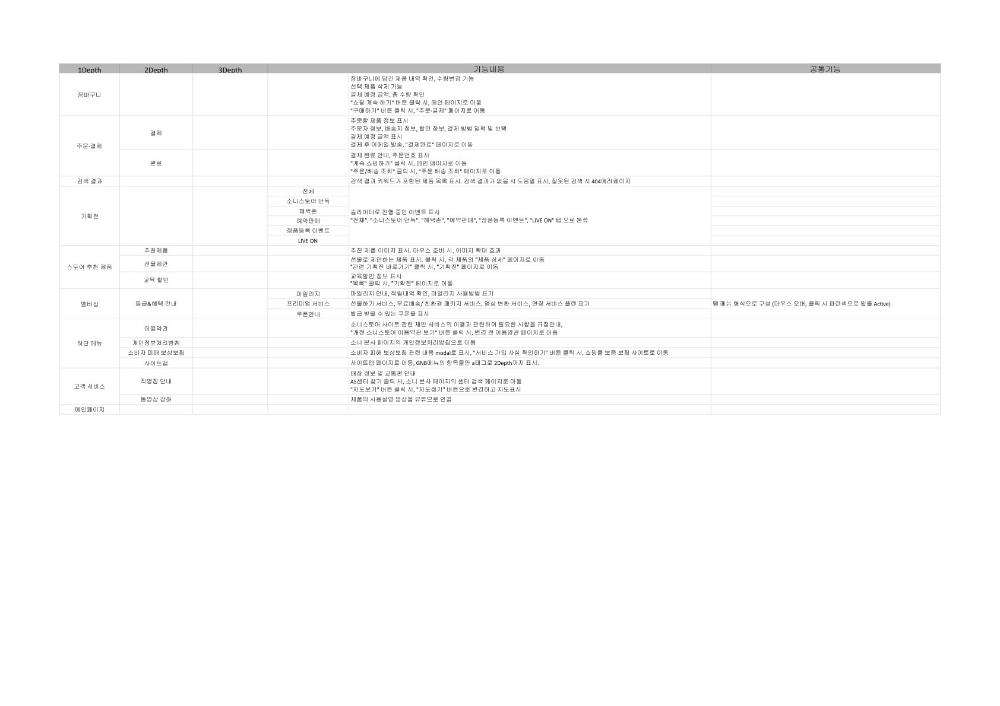 1Depth 2Depth 3Depth 기능내용 공통기능
장바구니
장바구니에 담긴 제품 내역 확인, 수량변경 기능
선택 제품 삭제 기능
결제 예정 금액, 총 수량 확인
"쇼핑 계속 하기" 버튼 클릭 시, 메인 페이지로 이동
"구매하기" 버튼 클릭 시, "주문·결제" 페이지로 이동
주문·결제
결제
주문할 제품 정보 표시
주문자 정보, 배송지 정보, 할인 정보, 결제 방법 입력 및 선택
결제 예정 금액 표시
결제 후 이메일 발송, "결제완료" 페이지로 이동
완료
결제 완료 안내, 주문번호 표시
"계속 쇼핑하기" 클릭 시, 메인 페이지로 이동
"주문/배송 조회" 클릭 시, "주문 배송 조회" 페이지로 이동
검색 결과 검색 결과 키워드가 포함된 제품 목록 표시. 검색 결과가 없을 시 도움말 표시, 잘못된 검색 시 404에러페이지
기획전
전체
소니스토어 단독
혜택존
예약판매
정품등록 이벤트
LIVE ON
슬라이더로 진행 중인 이벤트 표시
"전체", "소니스토어 단독", "혜택존", "예약판매", "정품등록 이벤트", "LIVE ON" 탭 으로 분류
스토어 추천 제품
추천제품 추천 제품 이미지 표시. 마우스 호버 시, 이미지 확대 효과
선물제안
선물로 제안하는 제품 표시. 클릭 시, 각 제품의 "제품 상세" 페이지로 이동
"관련 기획전 바로가기" 클릭 시, "기획전" 페이지로 이동
교육 할인
교육할인 정보 표시
"목록" 클릭 시, "기획전" 페이지로 이동
멤버십
등급&혜택 안내
마일리지 마일리지 안내, 적립내역 확인, 마일리지 사용방법 표기
프리미엄 서비스 선물하기 서비스, 무료배송/ 친환경 패키지 서비스, 영상 변환 서비스, 연장 서비스 플랜 표기
쿠폰안내 발급 받을 수 있는 쿠폰을 표시
탭 메뉴 형식으로 구성 (마우스 오버, 클릭 시 파란색으로 밑줄 Active)
하단 메뉴
이용약관
소니스토어 사이트 관련 제반 서비스의 이용과 관련하여 필요한 사항을 규정안내,
"개정 소니스토어 이용약관 보기" 버튼 클릭 시, 변경 전 이용양관 페이지로 이동
개인정보처리방침 소니 본사 페이지의 개인정보처리방침으로 이동
소비자 피해 보상보험 소비자 피해 보상보험 관련 내용 modal로 표시, "서비스 가입 사실 확인하기" 버튼 클릭 시, 쇼핑몰 보증 보험 사이트로 이동
사이트맵 사이트맵 페이지로 이동, GNB메뉴의 항목들만 a태그로 2Depth까지 표시.
고객 서비스
직영점 안내
매장 정보 및 교통편 안내
AS센터 찾기 클릭 시, 소니 본사 페이지의 센터 검색 페이지로 이동
"지도보기" 버튼 클릭 시, "지도접기" 버튼으로 변경하고 지도표시
동영상 강좌 제품의 사용설명 영상을 유튜브로 연결
메인페이지